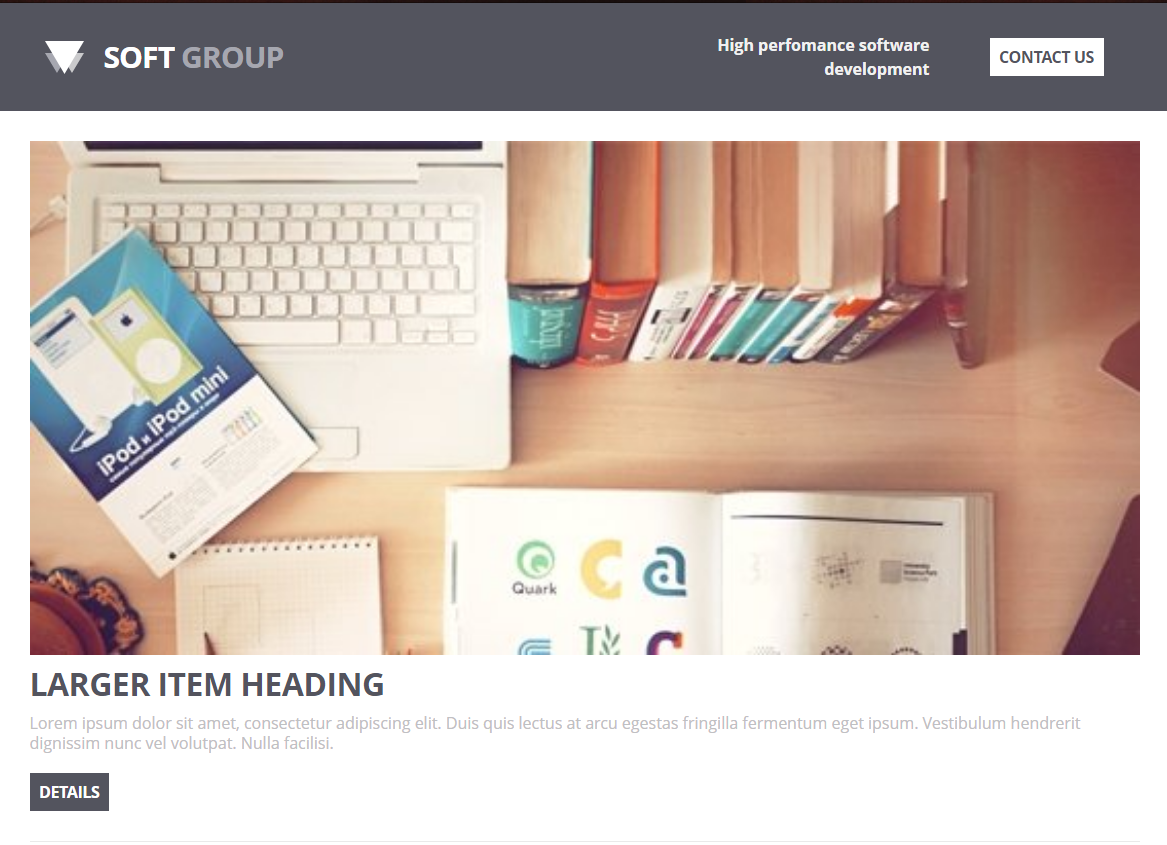 SOFT GROUP
High perfomance software
development
CONTACT US
iPod и iPod mini
Quark
LARGER ITEM HEADING
Lorem ipsum dolor sit amet, consectetur adipiscing elit. Duis quis lectus at arcu egestas fringilla fermentum eget ipsum. Vestibulum hendrerit
dignissim nunc vel volutpat. Nulla facilisi.
DETAILS